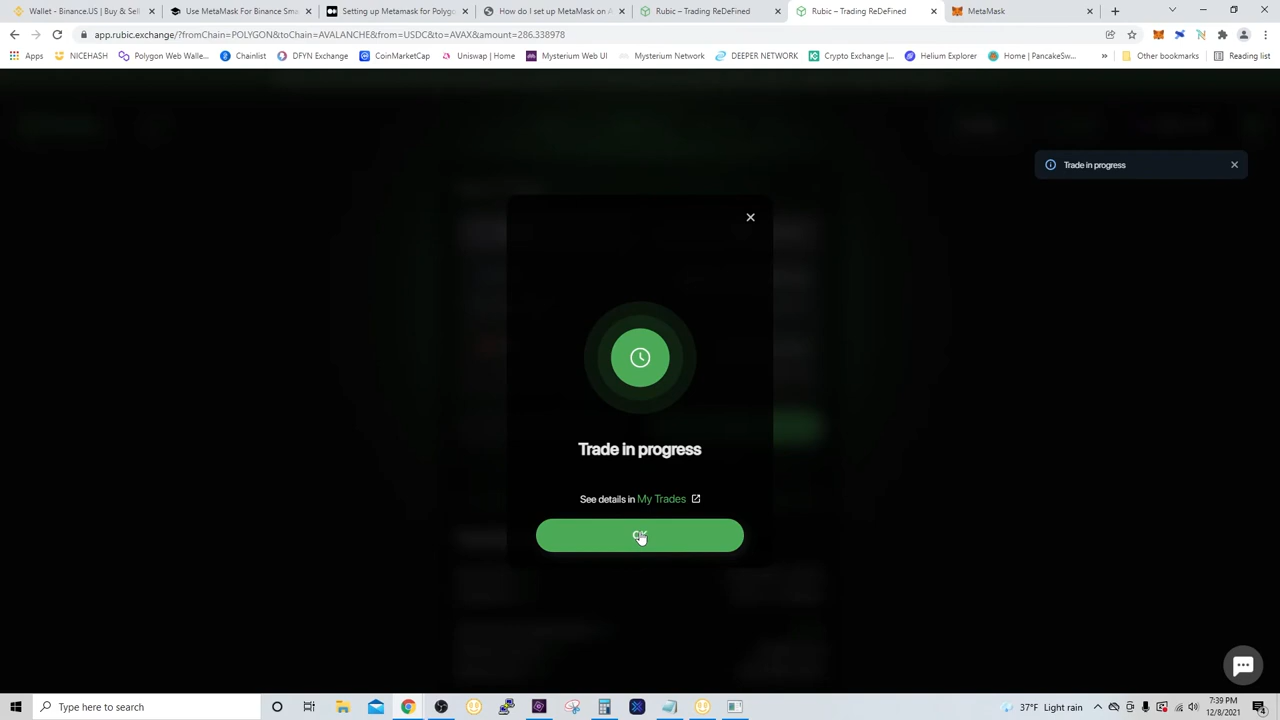 Wallet - Binance.US | Buy & Sell
Use MetaMask For Binance Sma
Setting up Metamask for Polygo
How do I set up MetaMask on A
Rubic – Trading ReDeFined
Rubic – Trading ReDeFined
MetaMask
app.rubic.exchange/?fromChain=POLYGON&toChain=AVALANCHE&from=USDC&to=AVAX&amount=286.338978
Apps
NICEHASH
Polygon Web Walle...
Chainlist
DFYN Exchange
CoinMarketCap
Uniswap | Home
Mysterium Web UI
Mysterium Network
DEEPER NETWORK
Crypto Exchange |...
Helium Explorer
Home | PancakeSw...
Other bookmarks
Reading list
Trade in progress
Trade in progress
See details in My Trades
Type here to search
37°F Light rain
7:39 PM
12/8/2021